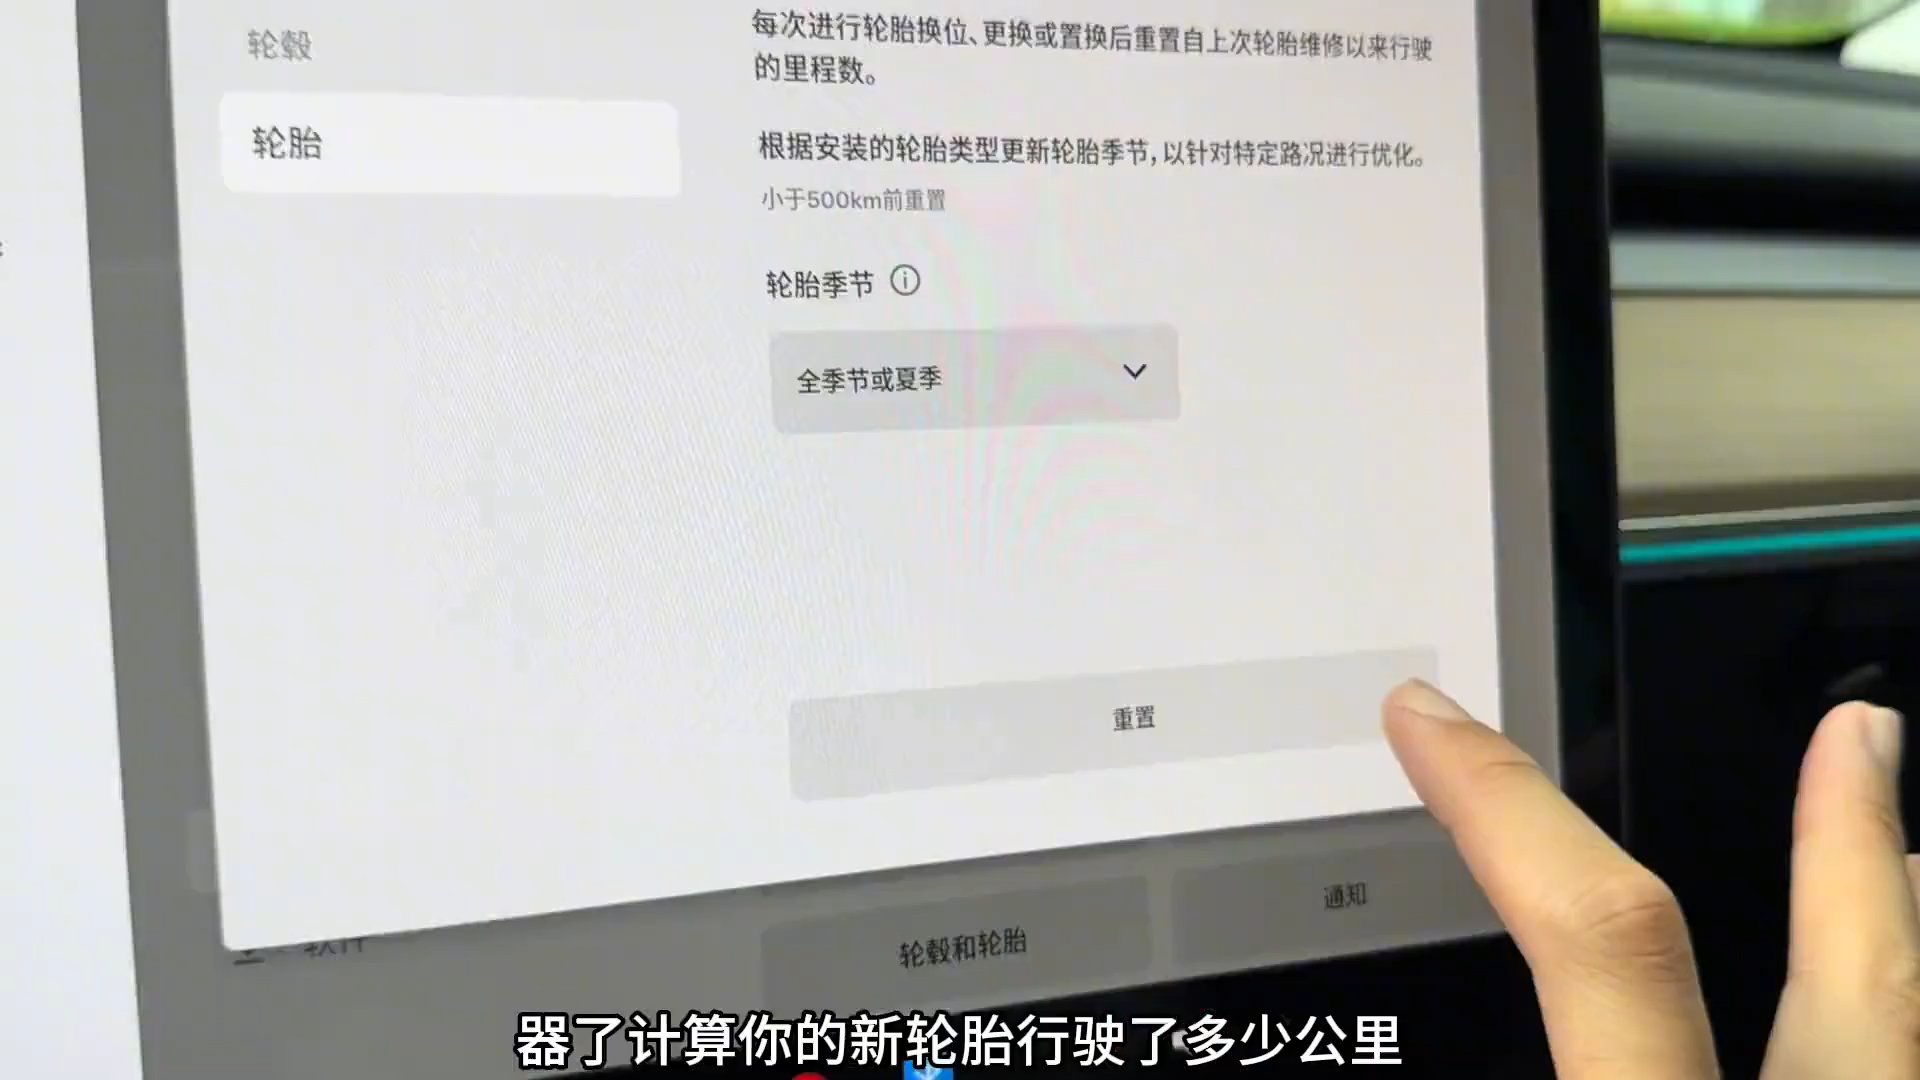 轮毂
轮胎
每次进行轮胎换位、更换或置换后重置自上次轮胎维修以来行驶
的里程数。
根据安装的轮胎类型更新轮胎季节,以针对特定路况进行优化。
小于500km前重置
轮胎季节
全季节或夏季
重置
软件
轮毂和轮胎
通知
器了计算你的新轮胎行驶了多少公里